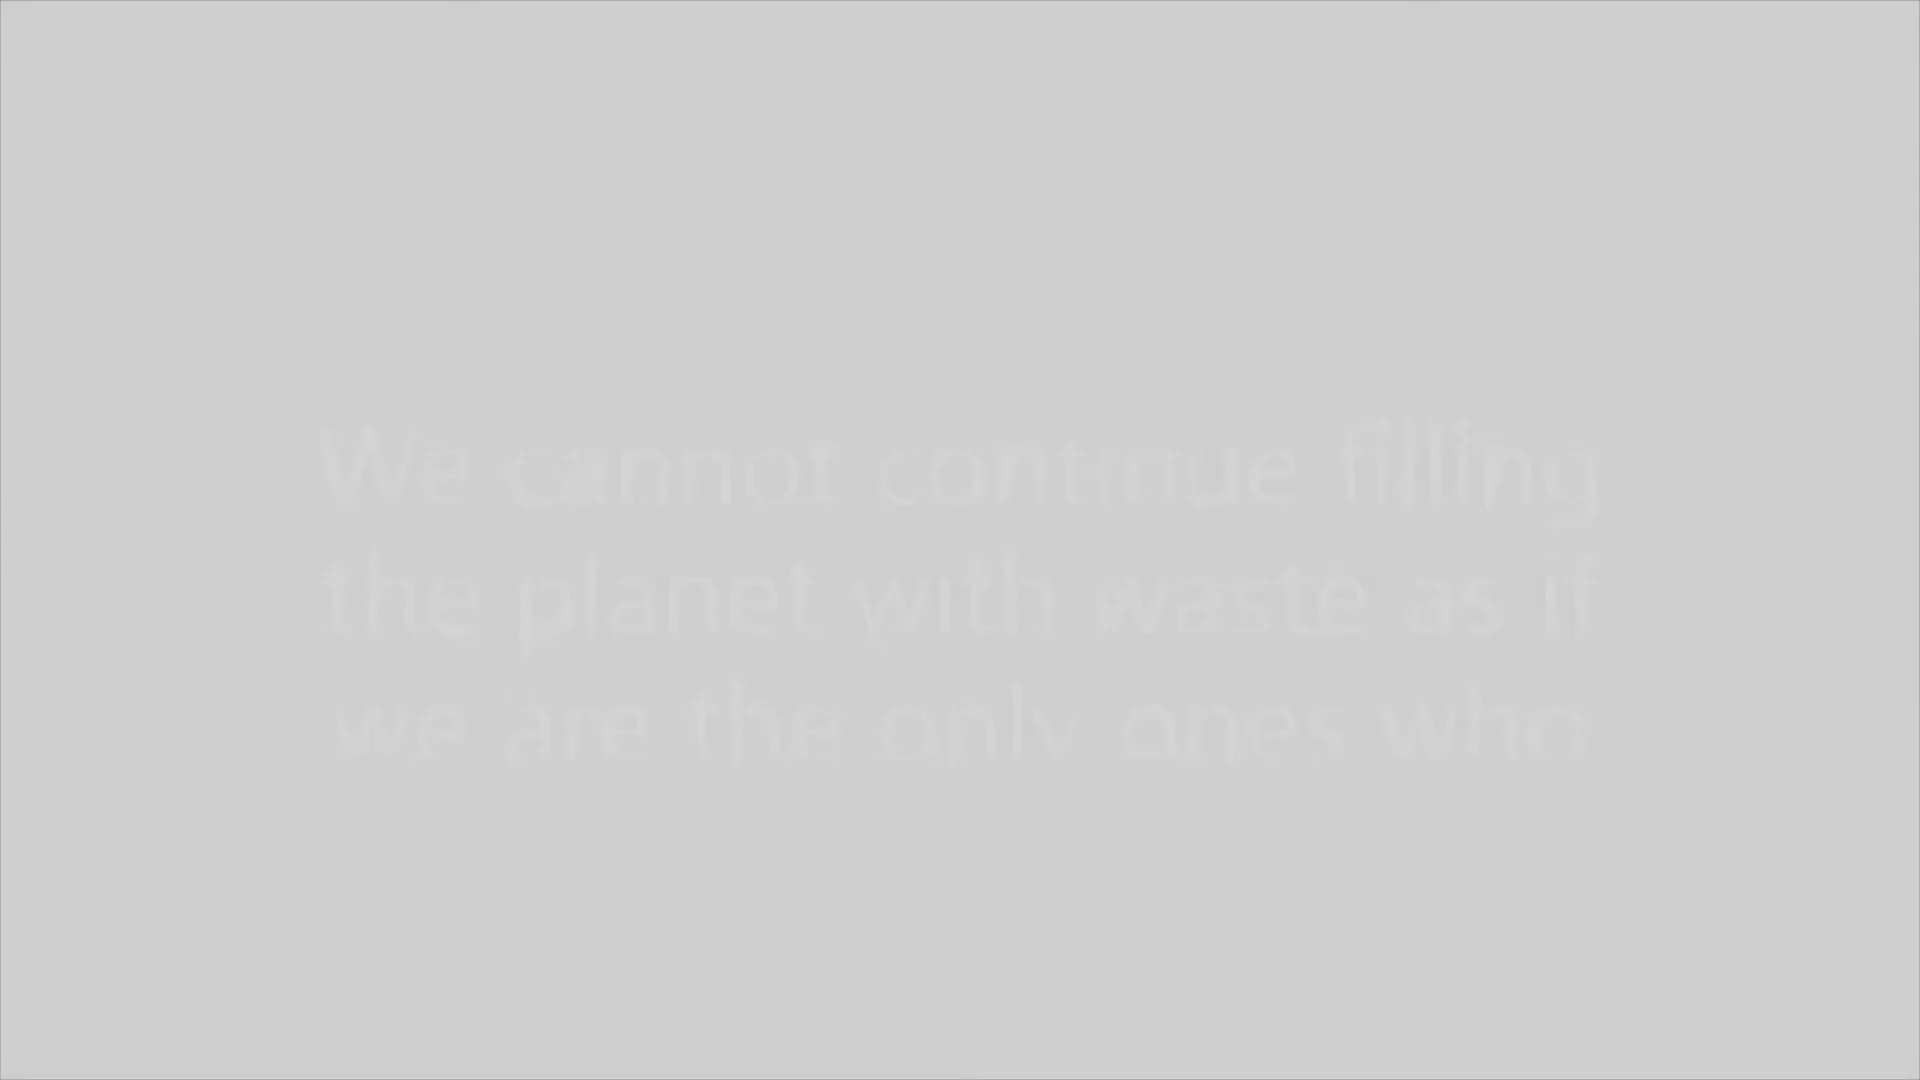 We cannot continue filling
the planet with waste as if
we are the only ones who